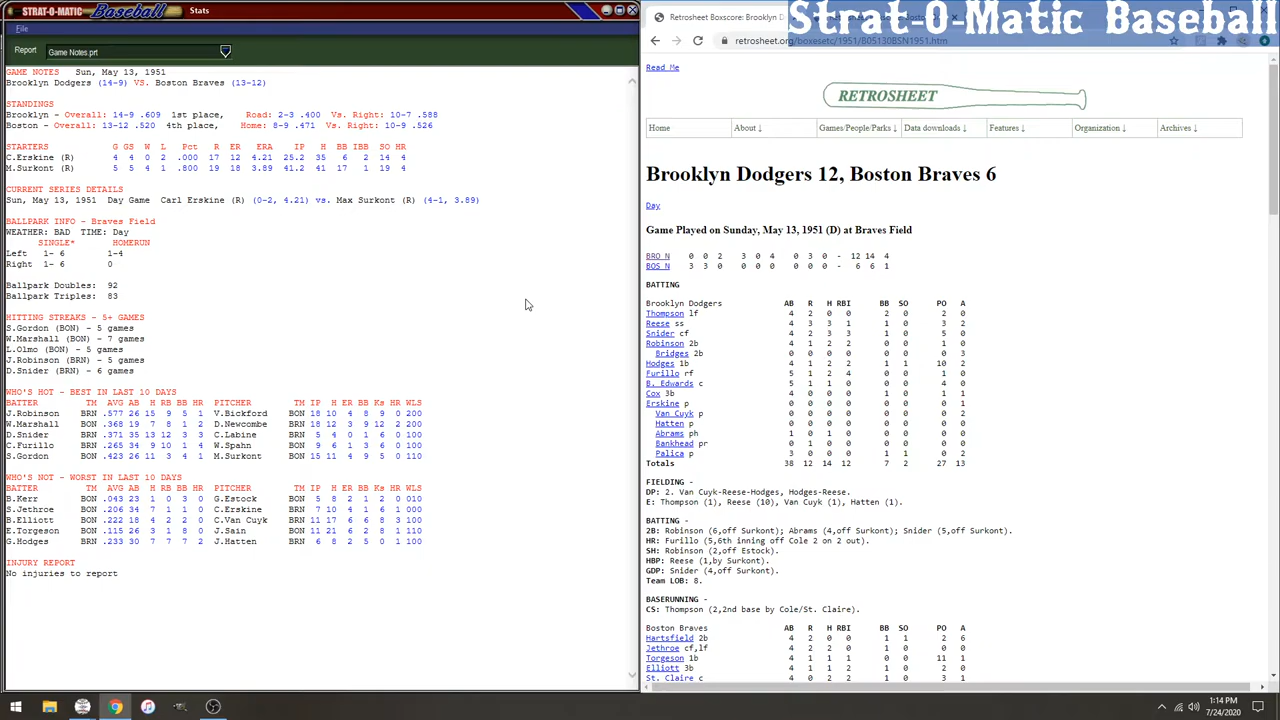 STRAT-O-MATIC Baseball Stats
File
Report Game Notes.prt
GAME NOTES Sun, May 13, 1951
Brooklyn Dodgers (14-9) VS. Boston Braves (13-12)
STANDINGS
Brooklyn - Overall: 14-9 .609 1st place, Road: 2-3 .400 Vs. Right: 10-7 .588
Boston - Overall: 13-12 .520 4th place, Home: 8-9 .471 Vs. Right: 10-9 .526
STARTERS G GS W L Pct R ER ERA IP H BB IBB SO HR
C.Erskine (R) 4 4 0 2 .000 17 12 4.21 25.2 35 6 2 14 4
M.Surkont (R) 5 5 4 1 .800 19 18 3.89 41.2 41 17 1 19 4
CURRENT SERIES DETAILS
Sun, May 13, 1951 Day Game Carl Erskine (R) (0-2, 4.21) vs. Max Surkont (R) (4-1, 3.89)
BALLPARK INFO - Braves Field
WEATHER: BAD TIME: Day
SINGLE* HOMERUN
Left 1- 6 1-4
Right 1- 6 0
Ballpark Doubles: 92
Ballpark Triples: 83
HITTING STREAKS - 5+ GAMES
S.Gordon (BON) - 5 games
W.Marshall (BON) - 7 games
L.Olmo (BON) - 5 games
J.Robinson (BRN) - 5 games
D.Snider (BRN) - 6 games
WHO'S HOT - BEST IN LAST 10 DAYS
BATTER TM AVG AB H RB BB HR PITCHER TM IP H ER BB Ks HR WLS
J.Robinson BRN .577 26 15 9 5 1 V.Bickford BON 18 10 4 8 9 0 200
W.Marshall BON .368 19 7 8 1 2 D.Newcombe BRN 18 12 3 9 12 2 200
D.Snider BRN .371 35 13 12 3 3 C.Labine BRN 5 4 0 1 6 0 000
C.Furillo BRN .265 34 9 10 1 4 W.Spahn BON 9 6 1 3 6 0 100
S.Gordon BON .423 26 11 3 4 1 M.Surkont BON 15 11 4 9 5 0 110
WHO'S NOT - WORST IN LAST 10 DAYS
BATTER TM AVG AB H RB BB HR PITCHER TM IP H ER BB Ks HR WLS
B.Kerr BON .043 23 1 0 3 0 G.Estock BON 5 8 2 1 2 0 010
S.Jethroe BON .206 34 7 1 1 0 C.Erskine BRN 7 10 4 1 6 1 000
B.Elliott BON .222 18 4 2 2 0 C.Van Cuyk BRN 11 17 6 6 8 3 100
E.Torgeson BON .115 26 3 1 8 0 J.Sain BON 11 21 6 2 8 1 110
G.Hodges BRN .233 30 7 7 7 2 J.Hatten BRN 6 8 2 5 0 1 100
INJURY REPORT
No injuries to report
Retrosheet Boxscore: Brooklyn D
Strat-O-Matic Baseball
retrosheet.org/boxesetc/1951/B05130BSN1951.htm
Read Me
RETROSHEET
Home About ↓ Games/People/Parks ↓ Data downloads ↓ Features ↓ Organization ↓ Archives ↓
Brooklyn Dodgers 12, Boston Braves 6
Day
Game Played on Sunday, May 13, 1951 (D) at Braves Field
BRO N 0 0 2 3 0 4 0 3 0 - 12 14 4
BOS N 3 3 0 0 0 0 0 0 0 - 6 6 1
BATTING
Brooklyn Dodgers AB R H RBI BB SO PO A
Thompson lf 4 2 0 0 2 0 2 0
Reese ss 4 3 3 1 1 0 3 2
Snider cf 4 2 3 3 1 0 5 0
Robinson 2b 4 1 2 2 0 0 1 0
Bridges 2b 0 0 0 0 0 0 0 3
Hodges 1b 4 1 2 2 1 1 10 2
Furillo rf 5 1 2 4 0 0 1 0
B. Edwards c 5 1 1 0 0 0 4 0
Cox 3b 4 0 0 0 1 0 1 1
Erskine p 0 0 0 0 0 0 0 1
Van Cuyk p 0 0 0 0 0 0 0 2
Hatten p 0 0 0 0 0 0 0 0
Abrams ph 1 0 1 0 0 0 0 0
Bankhead pr 0 1 0 0 0 0 0 0
Palica p 3 0 0 0 1 1 0 2
Totals 38 12 14 12 7 2 27 13
FIELDING -
DP: 2. Van Cuyk-Reese-Hodges, Hodges-Reese.
E: Thompson (1), Reese (10), Van Cuyk (1), Hatten (1).
BATTING -
2B: Robinson (6,off Surkont); Abrams (4,off Surkont); Snider (5,off Surkont).
HR: Furillo (5,6th inning off Cole 2 on 2 out).
SH: Robinson (2,off Estock).
HBP: Reese (1,by Surkont).
GDP: Snider (4,off Surkont).
Team LOB: 8.
BASERUNNING -
CS: Thompson (2,2nd base by Cole/St. Claire).
Boston Braves AB R H RBI BB SO PO A
Hartsfield 2b 4 2 0 0 1 1 2 6
Jethroe cf,lf 4 2 2 0 0 0 0 0
Torgeson 1b 4 1 1 1 0 0 11 1
Elliott 3b 4 1 1 2 0 0 2 0
St. Claire c 4 0 2 2 0 0 3 1
1:14 PM
7/24/2020